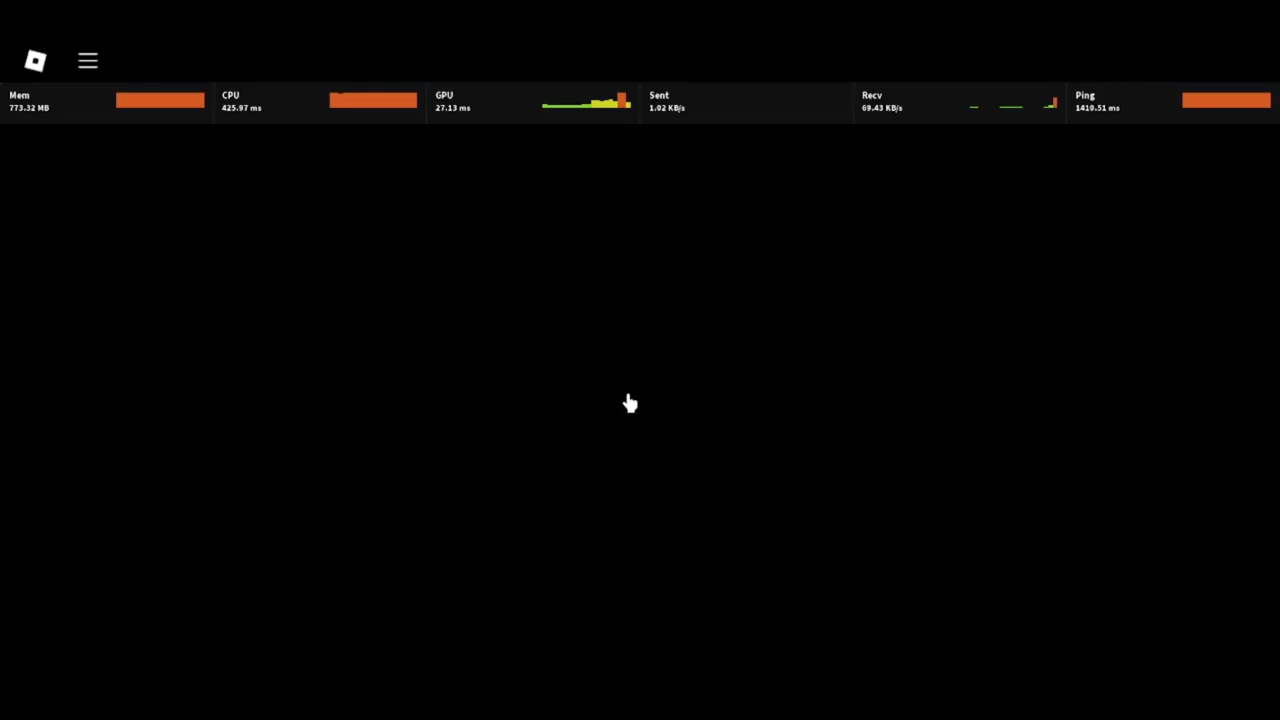 Mem
773.32 MB
CPU
425.97 ms
GPU
27.13 ms
Sent
1.02 KB/s
Recv
69.43 KB/s
Ping
1410.51 ms